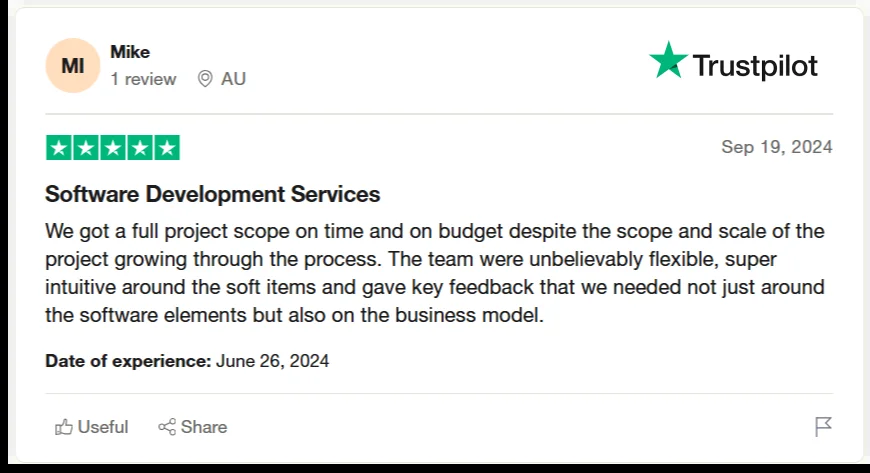 MI
Mike
1 review AU
Trustpilot
Sep 19, 2024
Software Development Services
We got a full project scope on time and on budget despite the scope and scale of the
project growing through the process. The team were unbelievably flexible, super
intuitive around the soft items and gave key feedback that we needed not just around
the software elements but also on the business model.
Date of experience: June 26, 2024
Useful Share